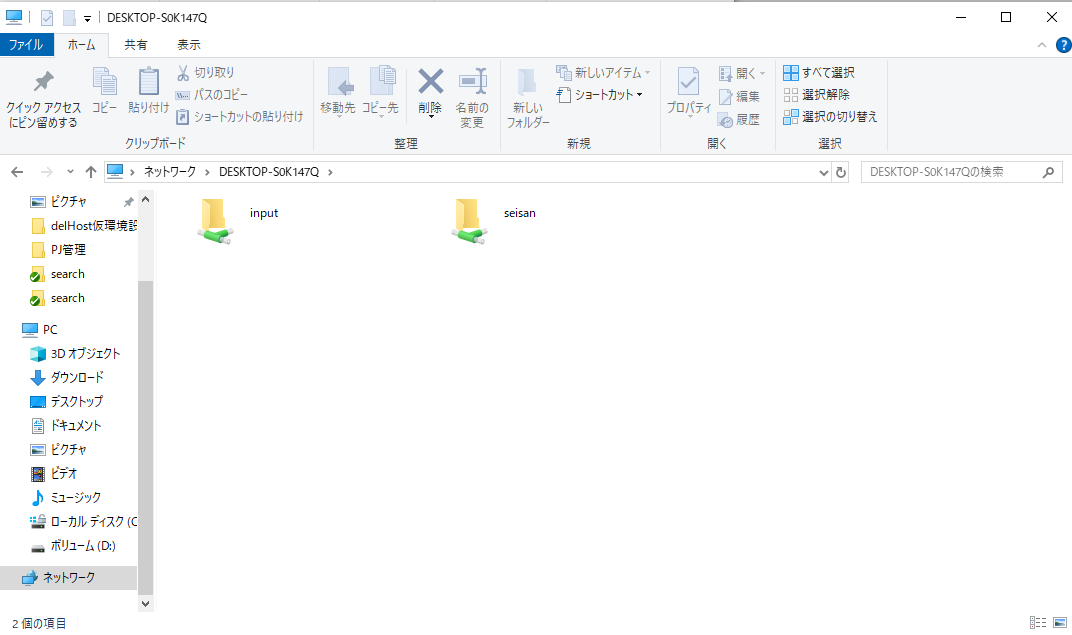 DESKTOP-S0K147Q
ファイル
ホーム
共有
表示
クイック アクセス
にピン留めする
コピー
貼り付け
切り取り
パスのコピー
ショートカットの貼り付け
クリップボード
移動先
コピー先
削除
名前の
変更
整理
新しい
フォルダー
新しいアイテム
ショートカット
新規
プロパティ
開く
編集
履歴
開く
すべて選択
選択解除
選択の切り替え
選択
ネットワーク
DESKTOP-S0K147Q
DESKTOP-S0K147Qの検索
ピクチャ
delHost仮環境設
PJ管理
search
search
PC
3D オブジェクト
ダウンロード
デスクトップ
ドキュメント
ピクチャ
ビデオ
ミュージック
ローカル ディスク (C
ボリューム (D:)
ネットワーク
input
seisan
2 個の項目